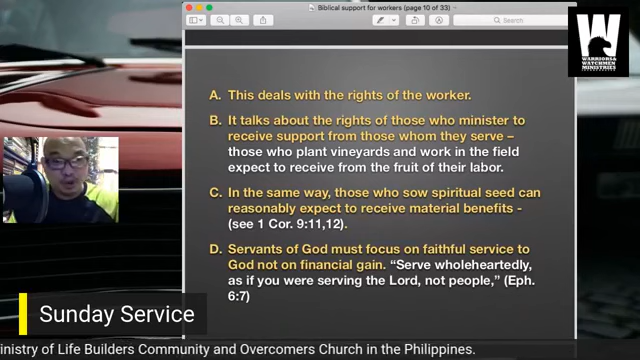 Biblical support for workers (page 10 of 33)
Search
WARRIORS &
WATCHMEN
MINISTRIES
A. This deals with the rights of the worker.
B. It talks about the rights of those who minister to
receive support from those whom they serve –
those who plant vineyards and work in the field
expect to receive from the fruit of their labor.
C. In the same way, those who sow spiritual seed can
reasonably expect to receive material benefits -
(see 1 Cor. 9:11,12).
D. Servants of God must focus on faithful service to
God not on financial gain. “Serve wholeheartedly,
as if you were serving the Lord, not people,” (Eph.
6:7)
Sunday Service
inistry of Life Builders Community and Overcomers Church in the Philippines.